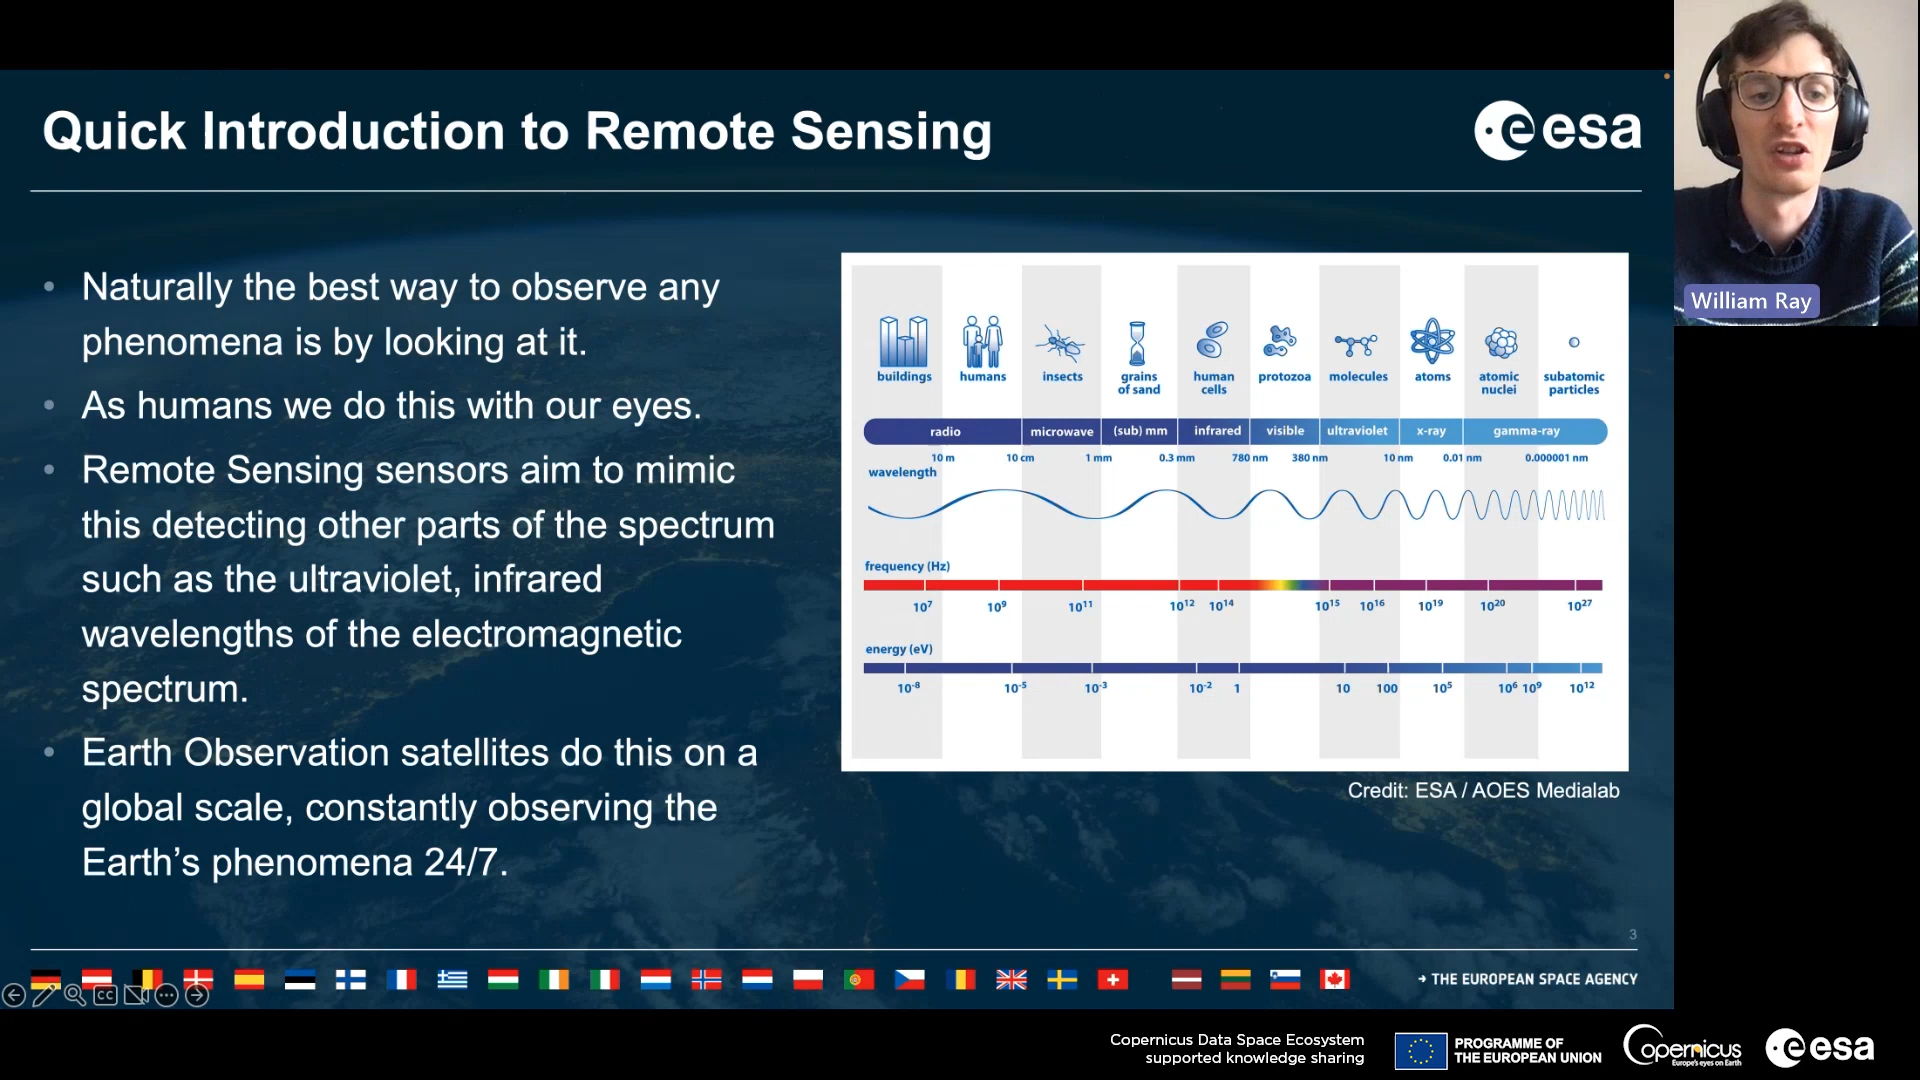 Quick Introduction to Remote Sensing
esa
William Ray
• Naturally the best way to observe any
phenomena is by looking at it.
• As humans we do this with our eyes.
• Remote Sensing sensors aim to mimic
this detecting other parts of the spectrum
such as the ultraviolet, infrared
wavelengths of the electromagnetic
spectrum.
• Earth Observation satellites do this on a
global scale, constantly observing the
Earth’s phenomena 24/7.
buildings humans insects grains of sand human cells protozoa molecules atoms atomic nuclei subatomic particles
radio microwave (sub) mm infrared visible ultraviolet x-ray gamma-ray
10 m 10 cm 1 mm 0.3 mm 780 nm 380 nm 10 nm 0.01 nm 0.000001 nm
wavelength
frequency (Hz)
10⁷ 10⁹ 10¹¹ 10¹² 10¹⁴ 10¹⁵ 10¹⁶ 10¹⁹ 10²⁰ 10²⁷
energy (eV)
10⁻⁸ 10⁻⁵ 10⁻³ 10⁻² 1 10 100 10⁵ 10⁶ 10⁹ 10¹²
Credit: ESA / AOES Medialab
3
CC
→ THE EUROPEAN SPACE AGENCY
Copernicus Data Space Ecosystem
supported knowledge sharing
PROGRAMME OF
THE EUROPEAN UNION
Copernicus
Europe's eyes on Earth
esa